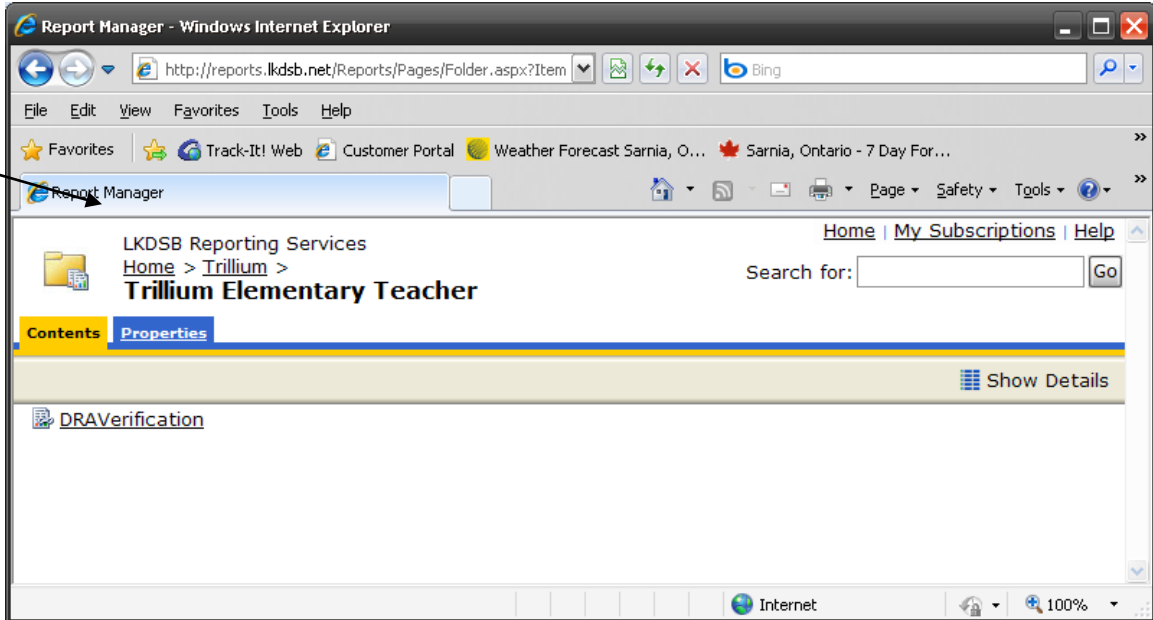 Report Manager - Windows Internet Explorer
http://reports.lkdsb.net/Reports/Pages/Folder.aspx?Item
Bing
File Edit View Favorites Tools Help
Favorites Track-It! Web Customer Portal Weather Forecast Sarnia, O... Sarnia, Ontario - 7 Day For... »
Report Manager Page Safety Tools »
Home | My Subscriptions | Help
LKDSB Reporting Services
Home > Trillium >
Search for: Go
Trillium Elementary Teacher
Contents Properties
Show Details
DRAVerification
Internet 100%